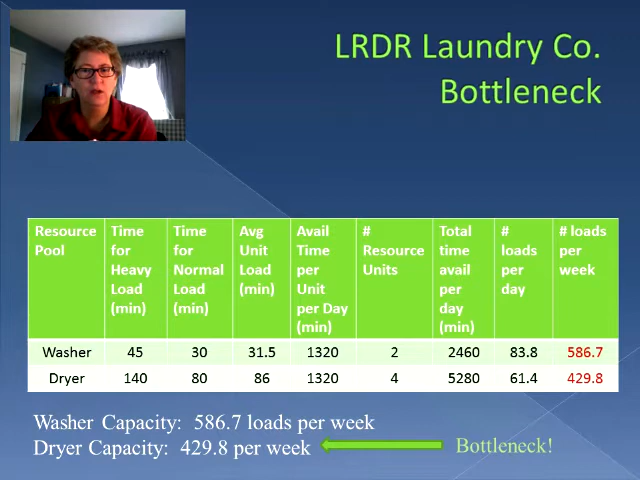 LRDR Laundry Co.
Bottleneck
Resource Pool | Time for Heavy Load (min) | Time for Normal Load (min) | Avg Unit Load (min) | Avail Time per Unit per Day (min) | # Resource Units | Total time avail per day (min) | # loads per day | # loads per week
Washer | 45 | 30 | 31.5 | 1320 | 2 | 2460 | 83.8 | 586.7
Dryer | 140 | 80 | 86 | 1320 | 4 | 5280 | 61.4 | 429.8
Washer Capacity: 586.7 loads per week
Dryer Capacity: 429.8 per week
Bottleneck!